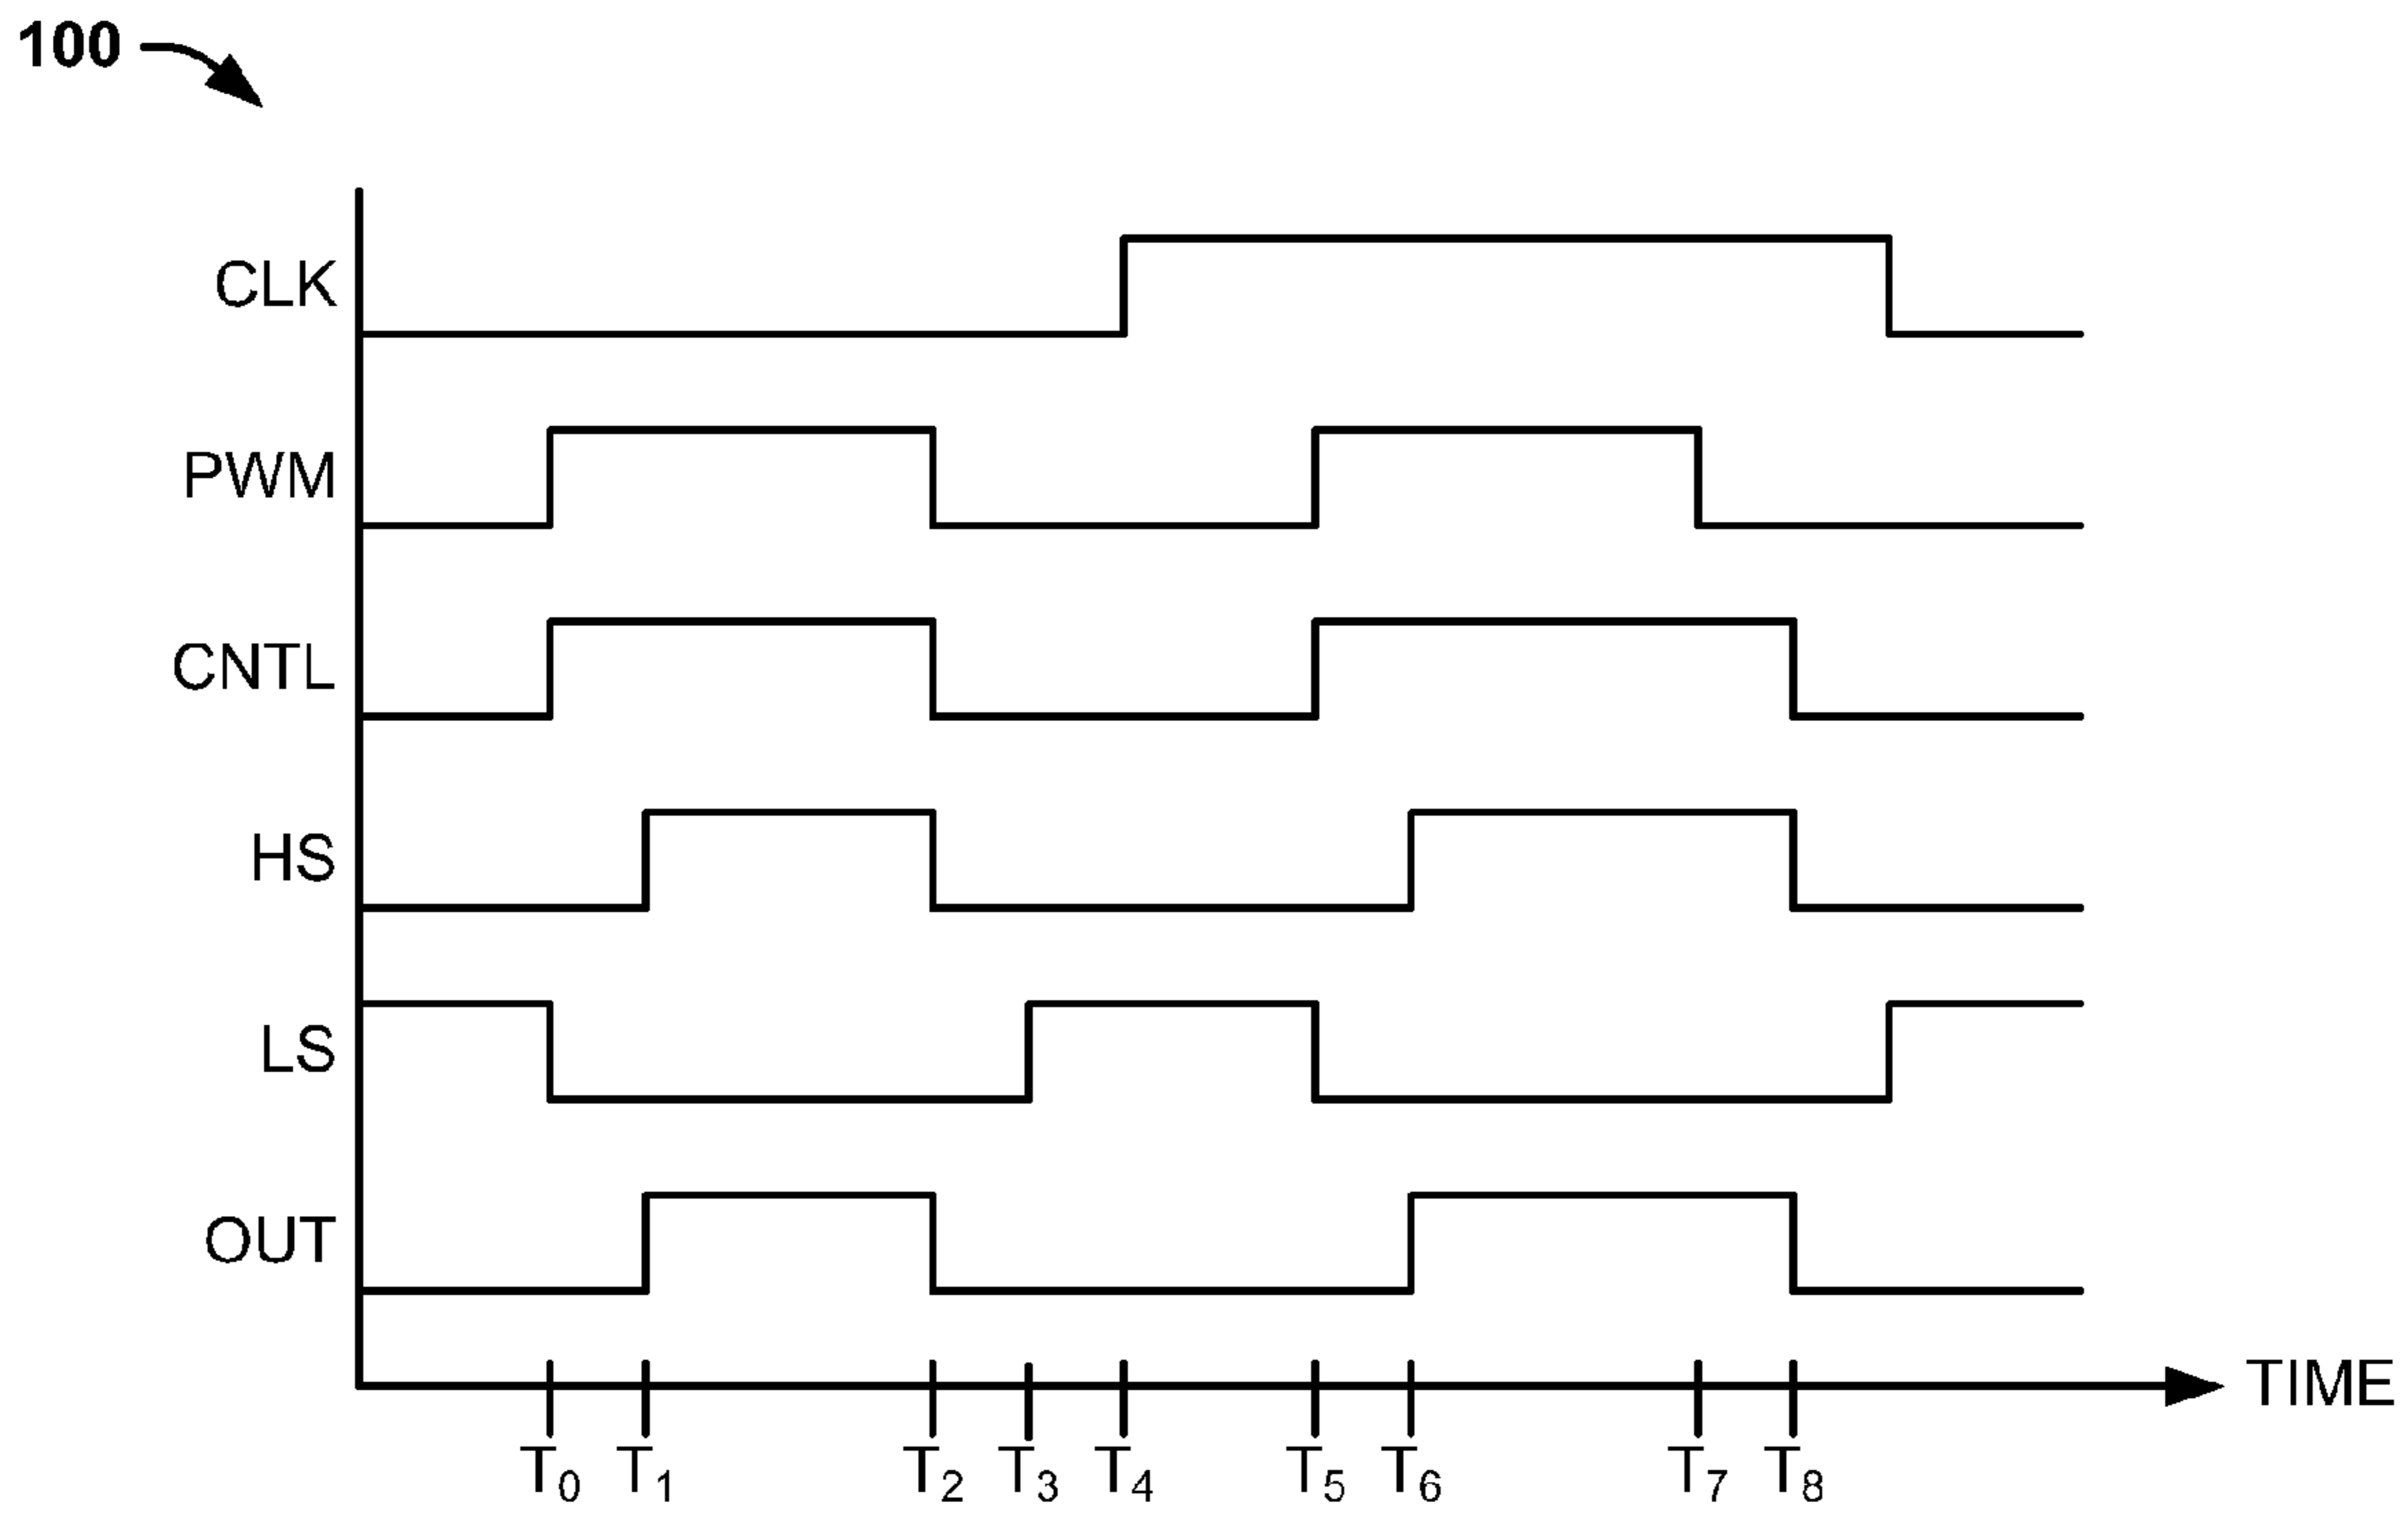 100
CLK
PWM
CNTL
HS
LS
OUT
TIME
T0 T1 T2 T3 T4 T5 T6 T7 T8